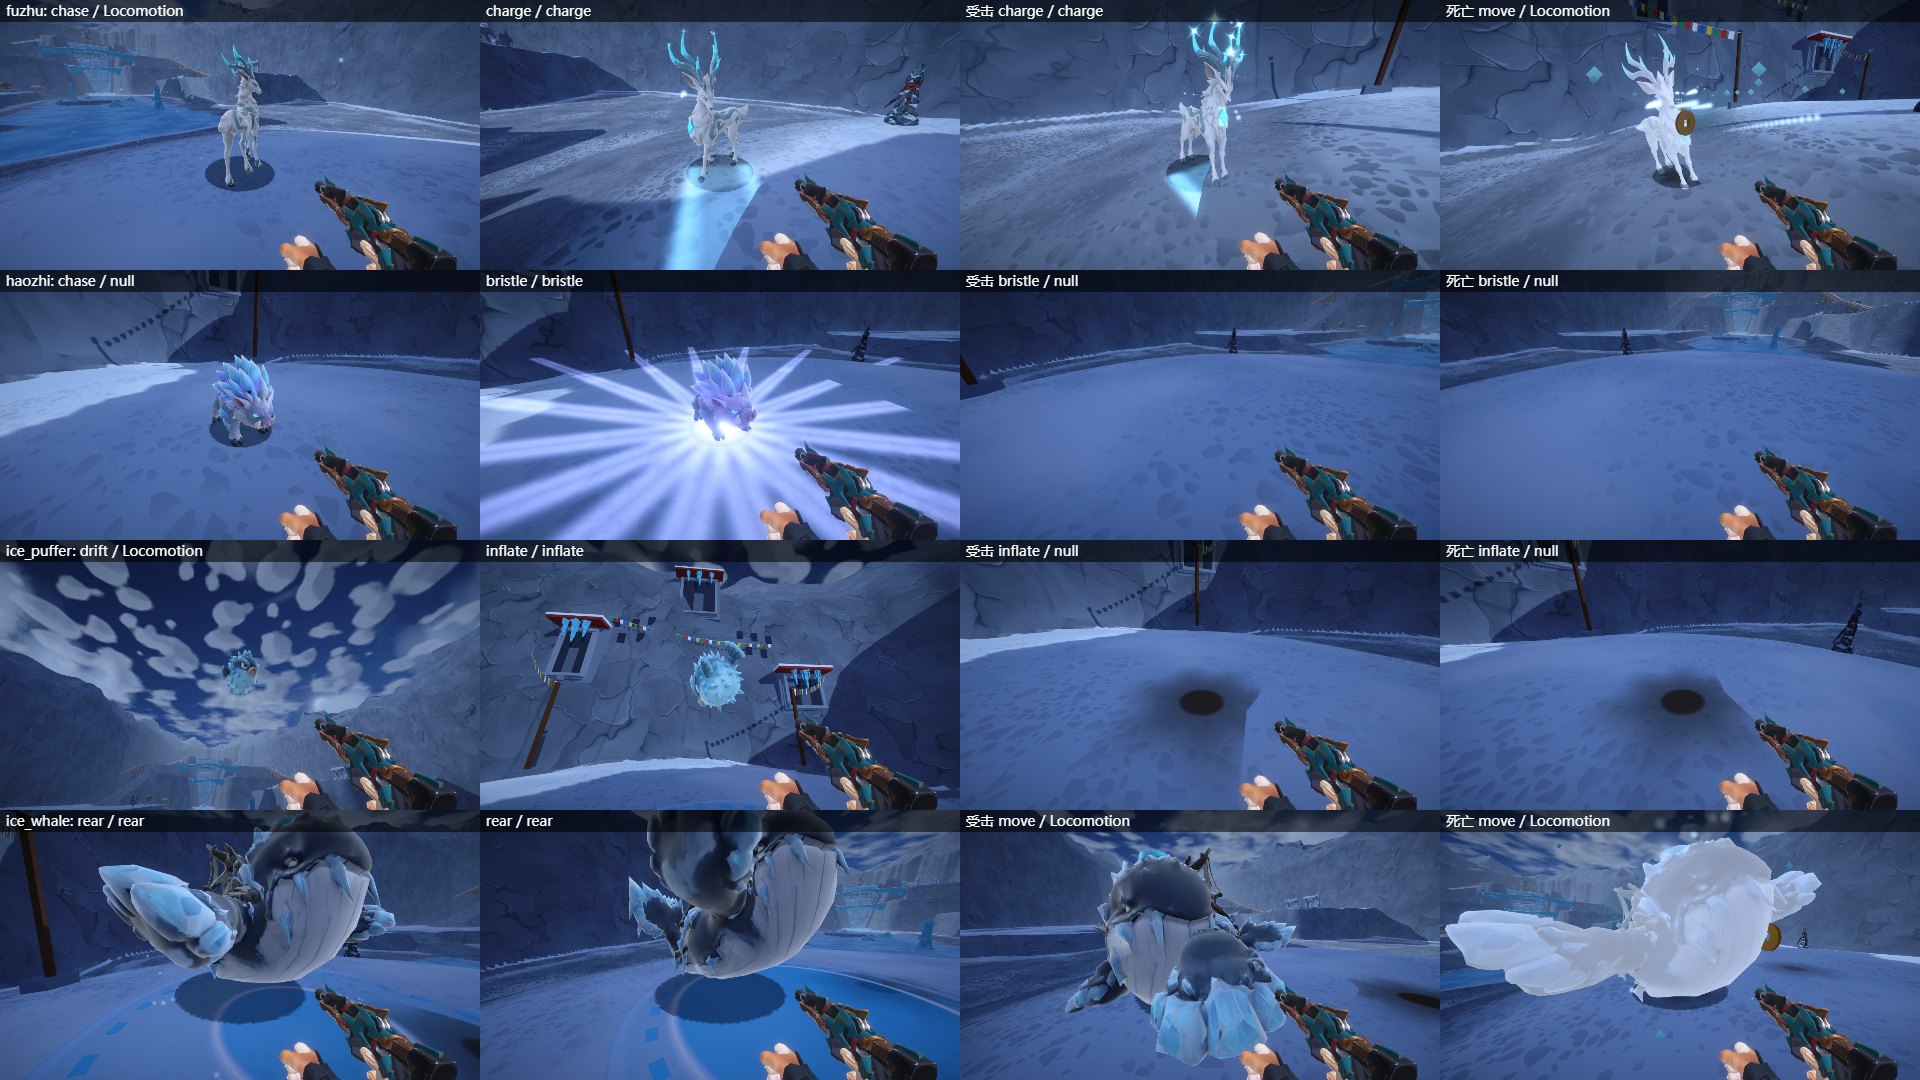 fuzhu: chase / Locomotion
charge / charge
受击 charge / charge
死亡 move / Locomotion
haozhi: chase / null
bristle / bristle
受击 bristle / null
死亡 bristle / null
ice_puffer: drift / Locomotion
inflate / inflate
受击 inflate / null
死亡 inflate / null
ice_whale: rear / rear
rear / rear
受击 move / Locomotion
死亡 move / Locomotion